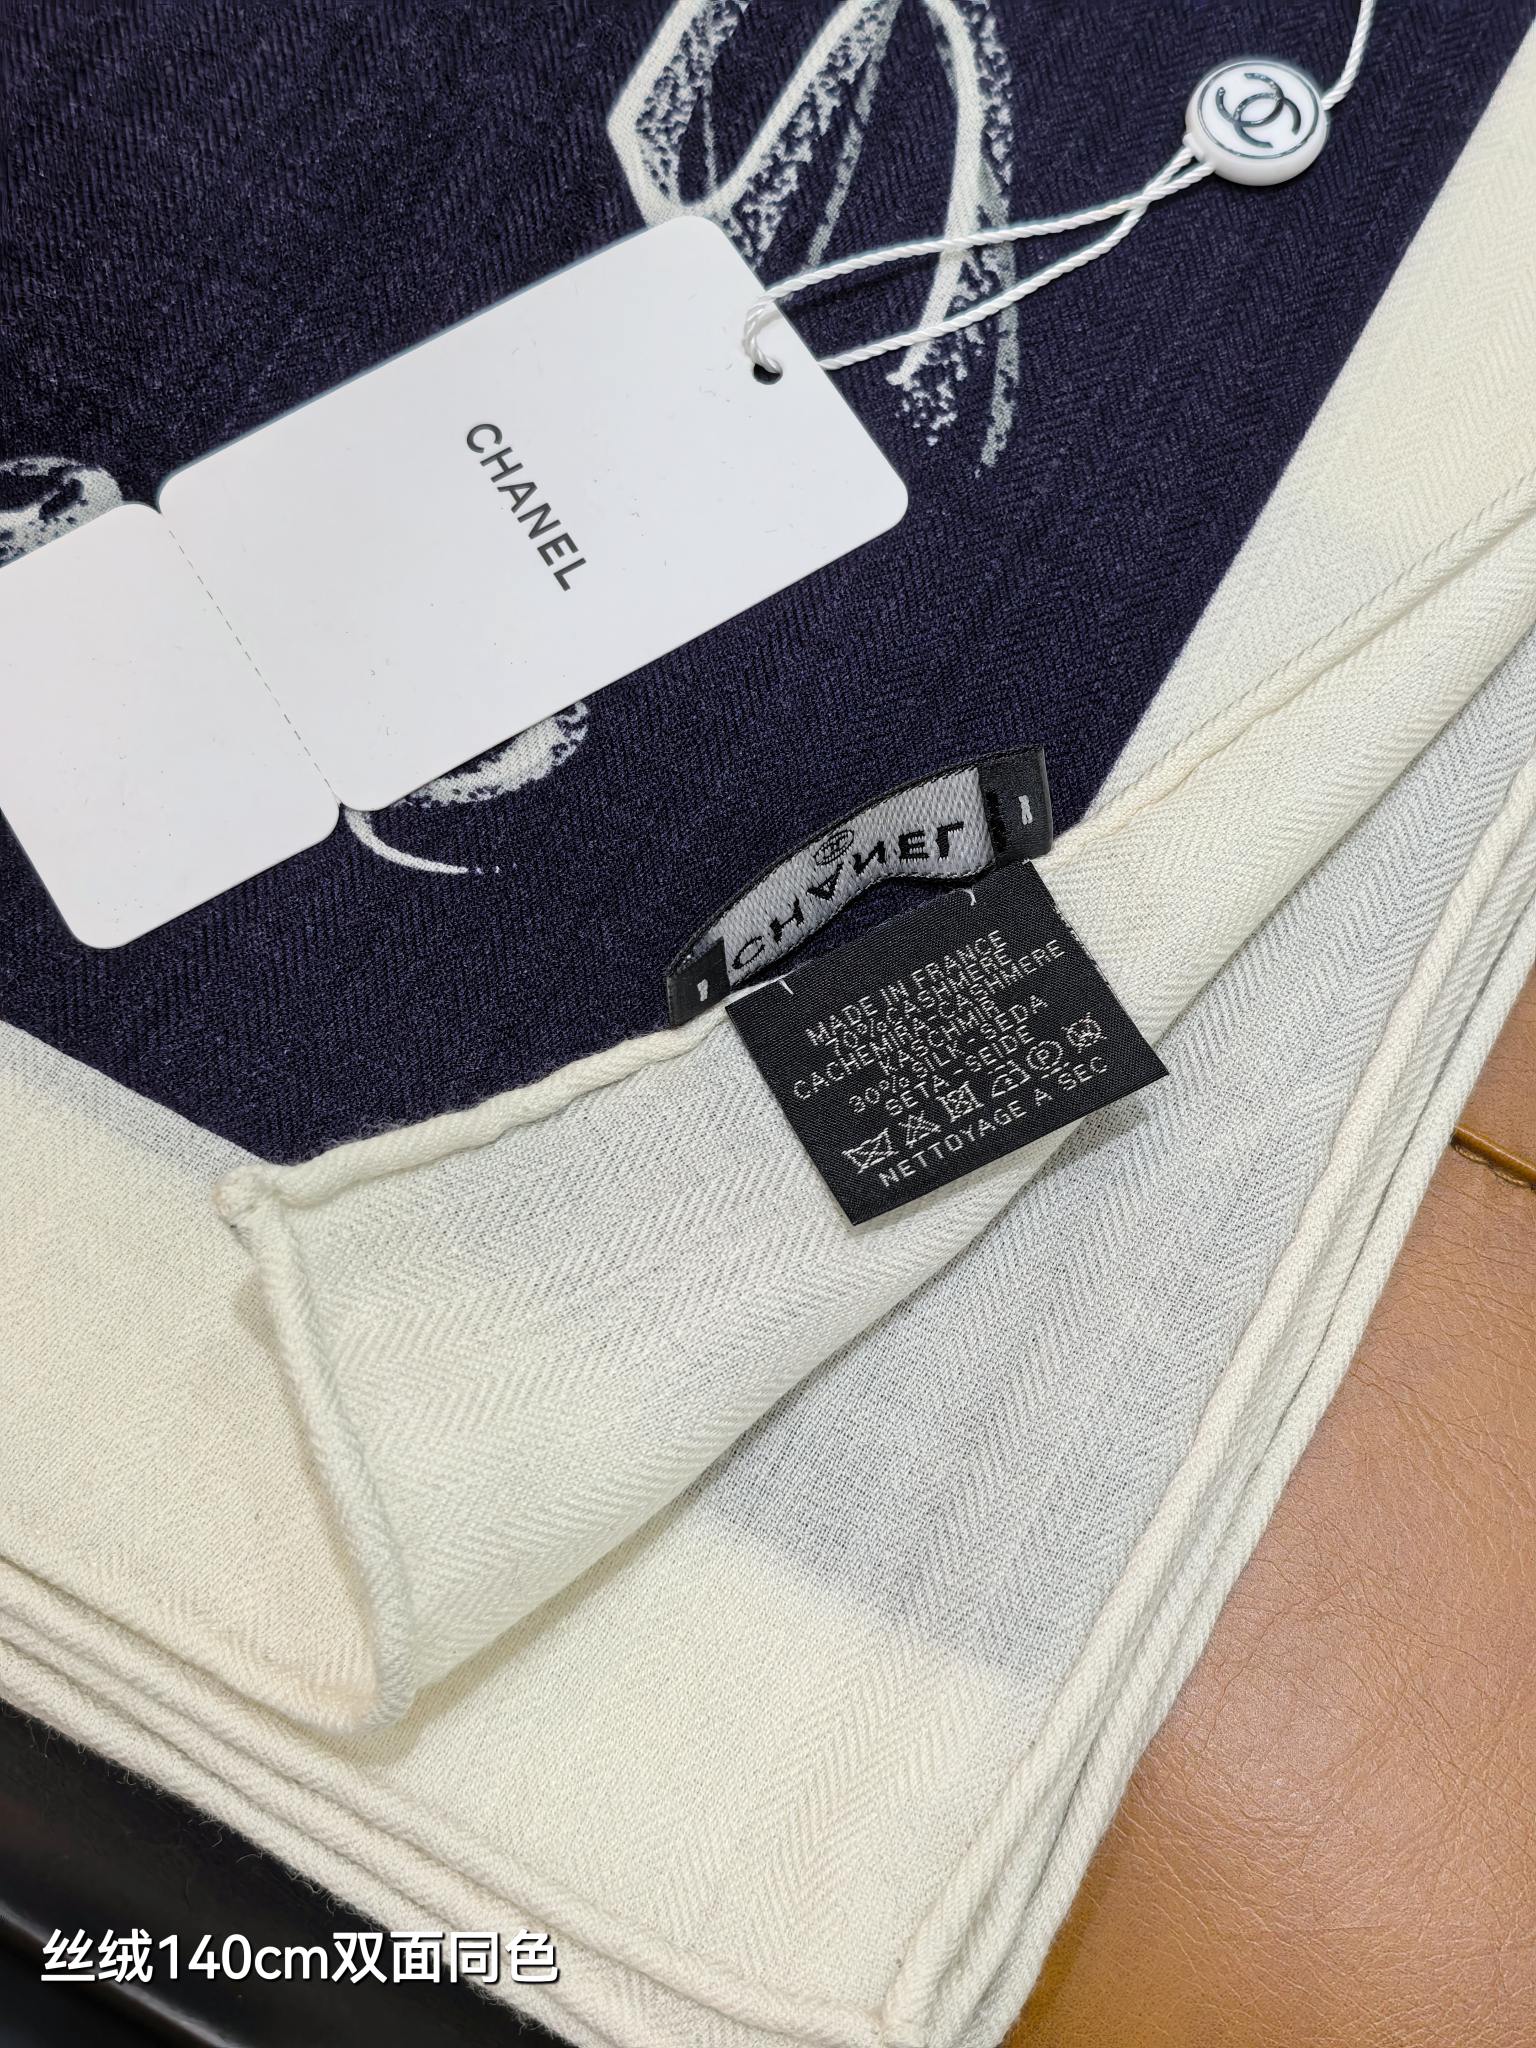 CHANEL
CHANEL
MADE IN FRANCE
70% CASHMERE
CACHEMIRA-CASHMERE
KASCHMIR
30% SILK-SEDA
SETA-SEIDE
NETTOYAGE A SEC
丝绒140cm双面同色